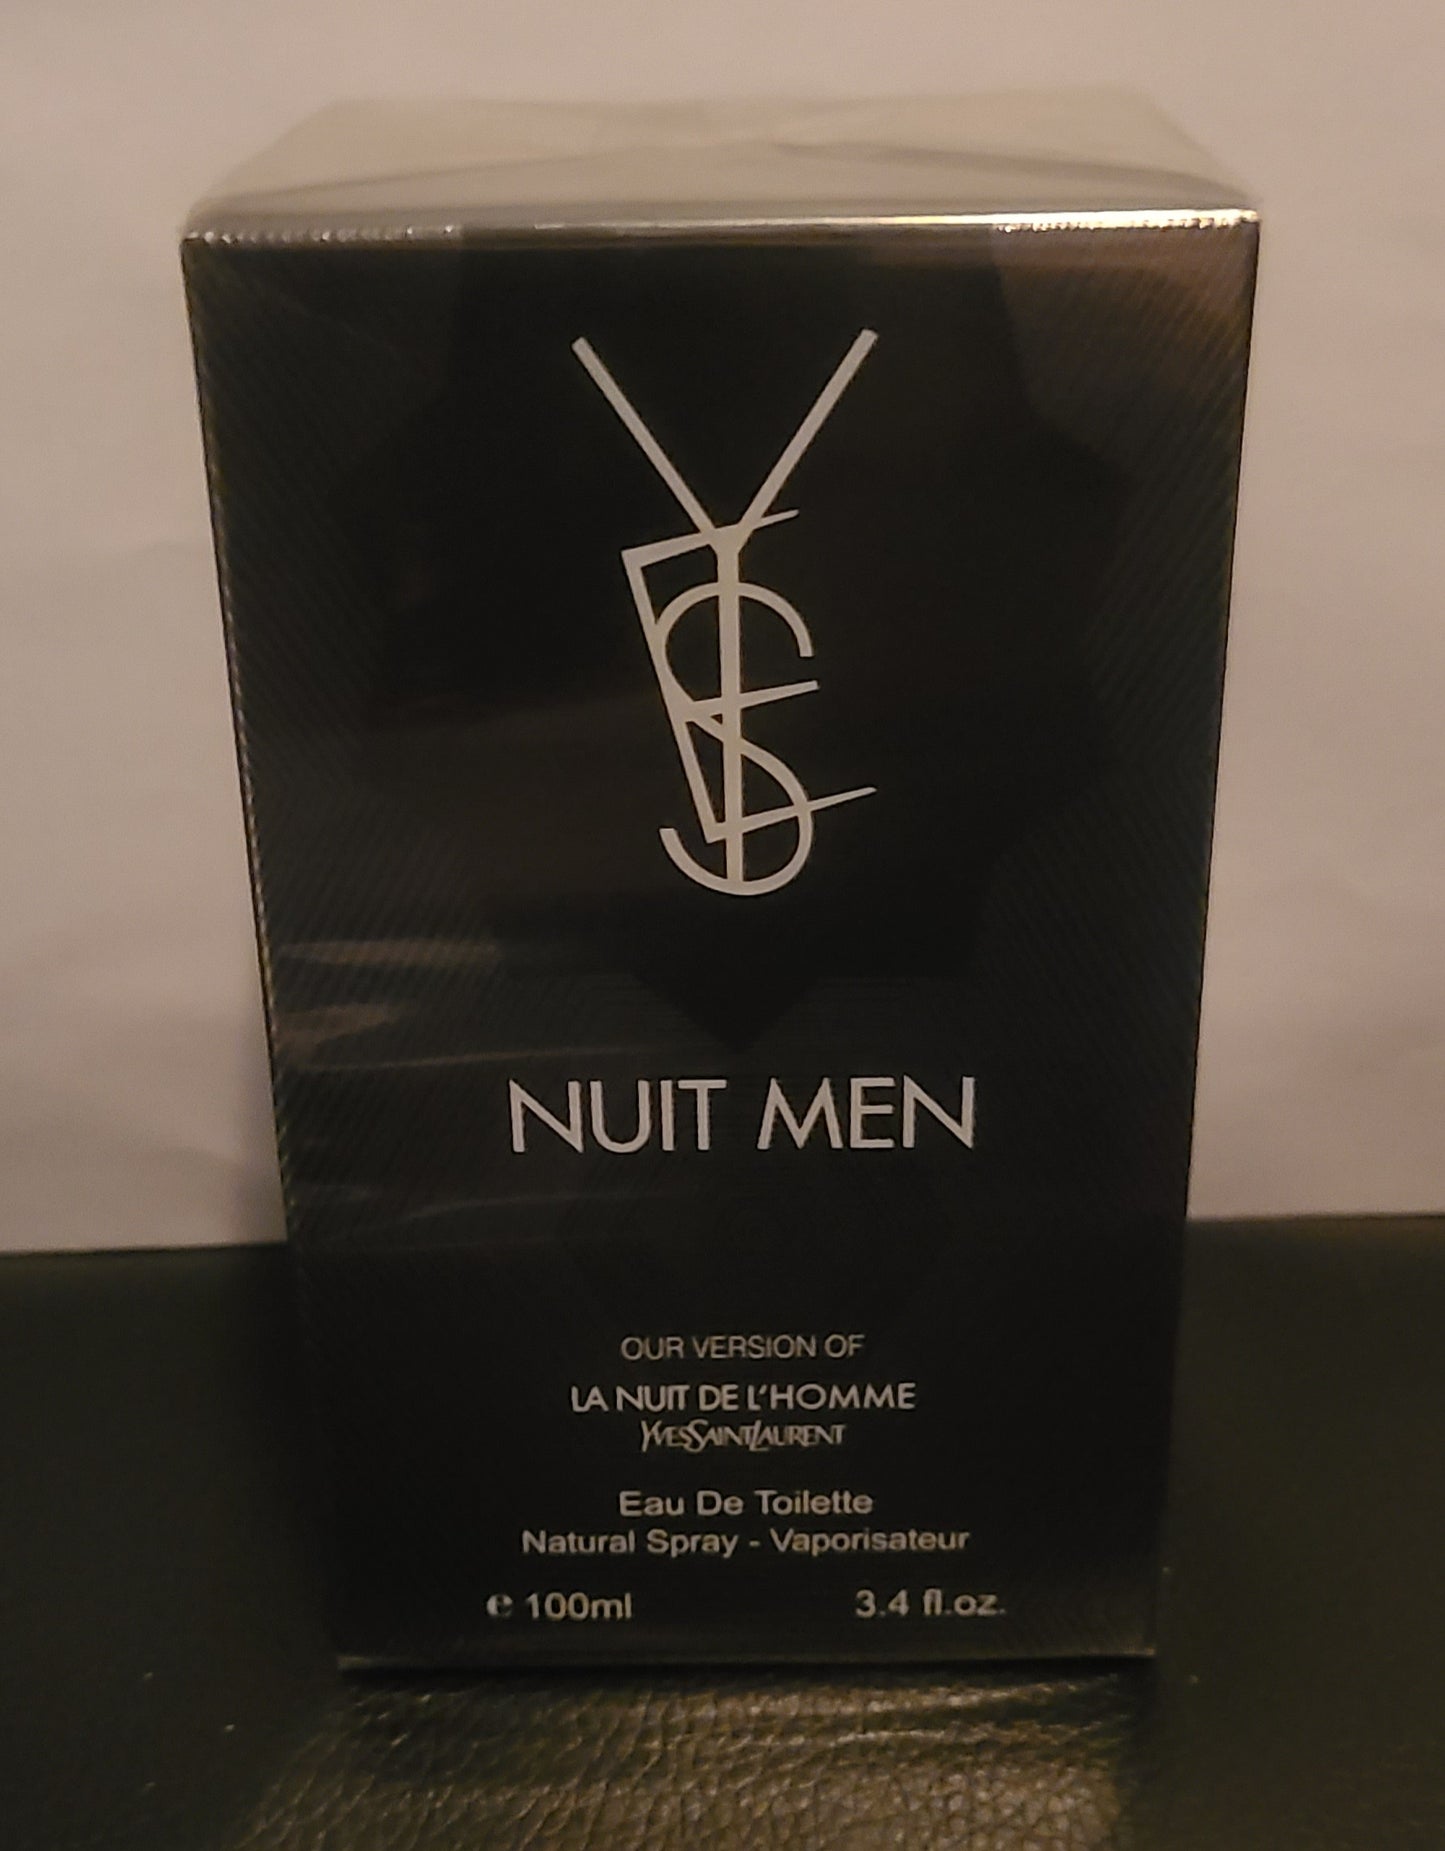 YSL
NUIT MEN
OUR VERSION OF
LA NUIT DE L'HOMME
YVESSAINTLAURENT
Eau De Toilette
Natural Spray - Vaporisateur
℮ 100ml 3.4 fl.oz.